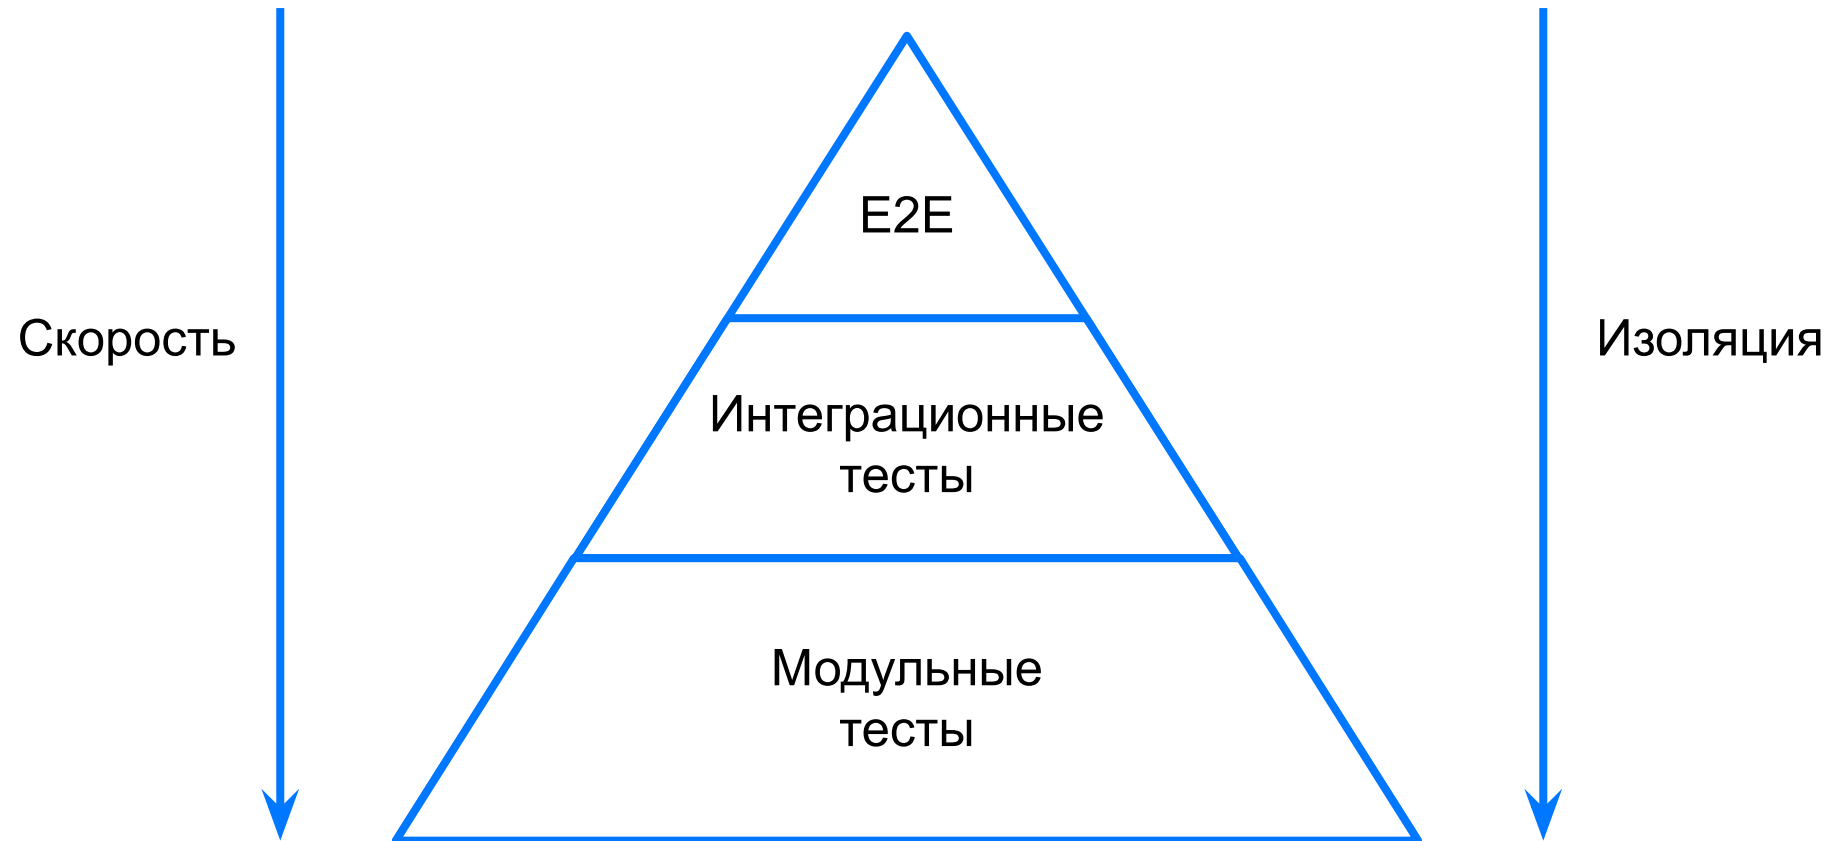 E2E
Скорость
Изоляция
Интеграционные
тесты
Модульные
тесты